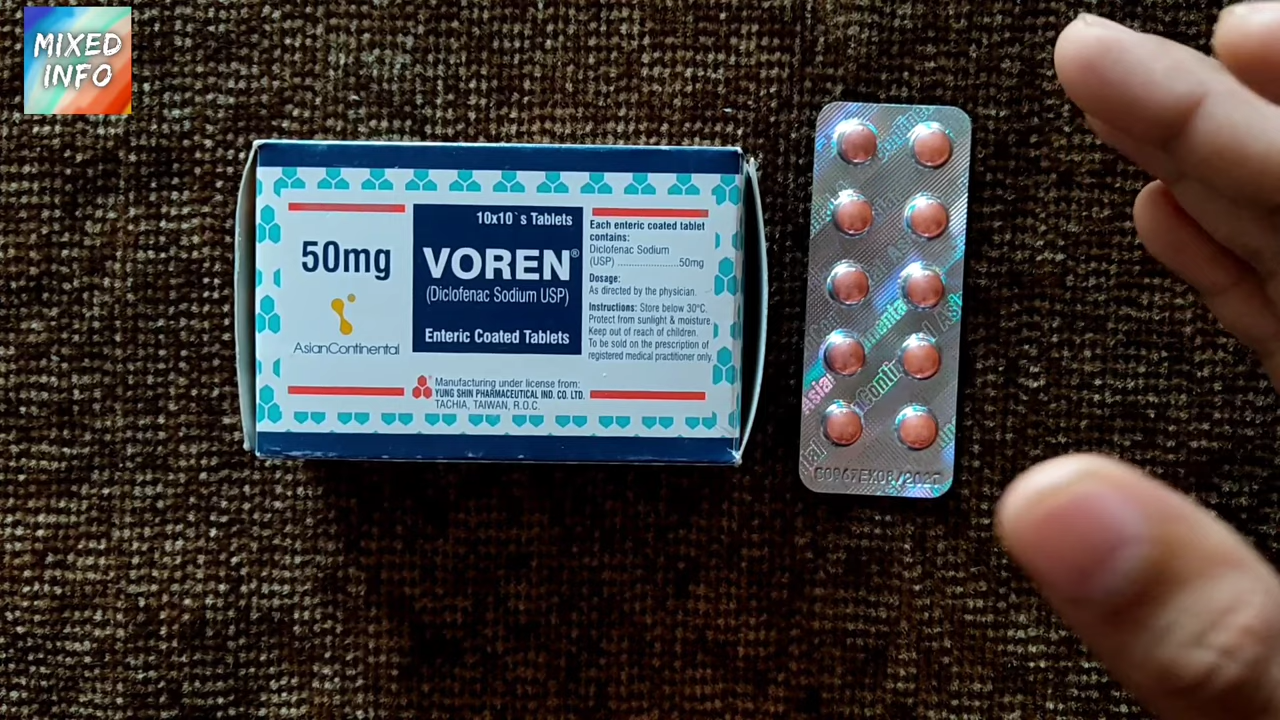 MIXED
INFO
50mg
AsianContinental
10x10`s Tablets
VOREN®
(Diclofenac Sodium USP)
Enteric Coated Tablets
Each enteric coated tablet
contains:
Diclofenac Sodium
(USP) .....................50mg
Dosage:
As directed by the physician.
Instructions: Store below 30°C.
Protect from sunlight & moisture.
Keep out of reach of children.
To be sold on the prescription of
registered medical practitioner only.
Manufacturing under license from:
YUNG SHIN PHARMACEUTICAL IND. CO. LTD.
TACHIA, TAIWAN, R.O.C.
Continental